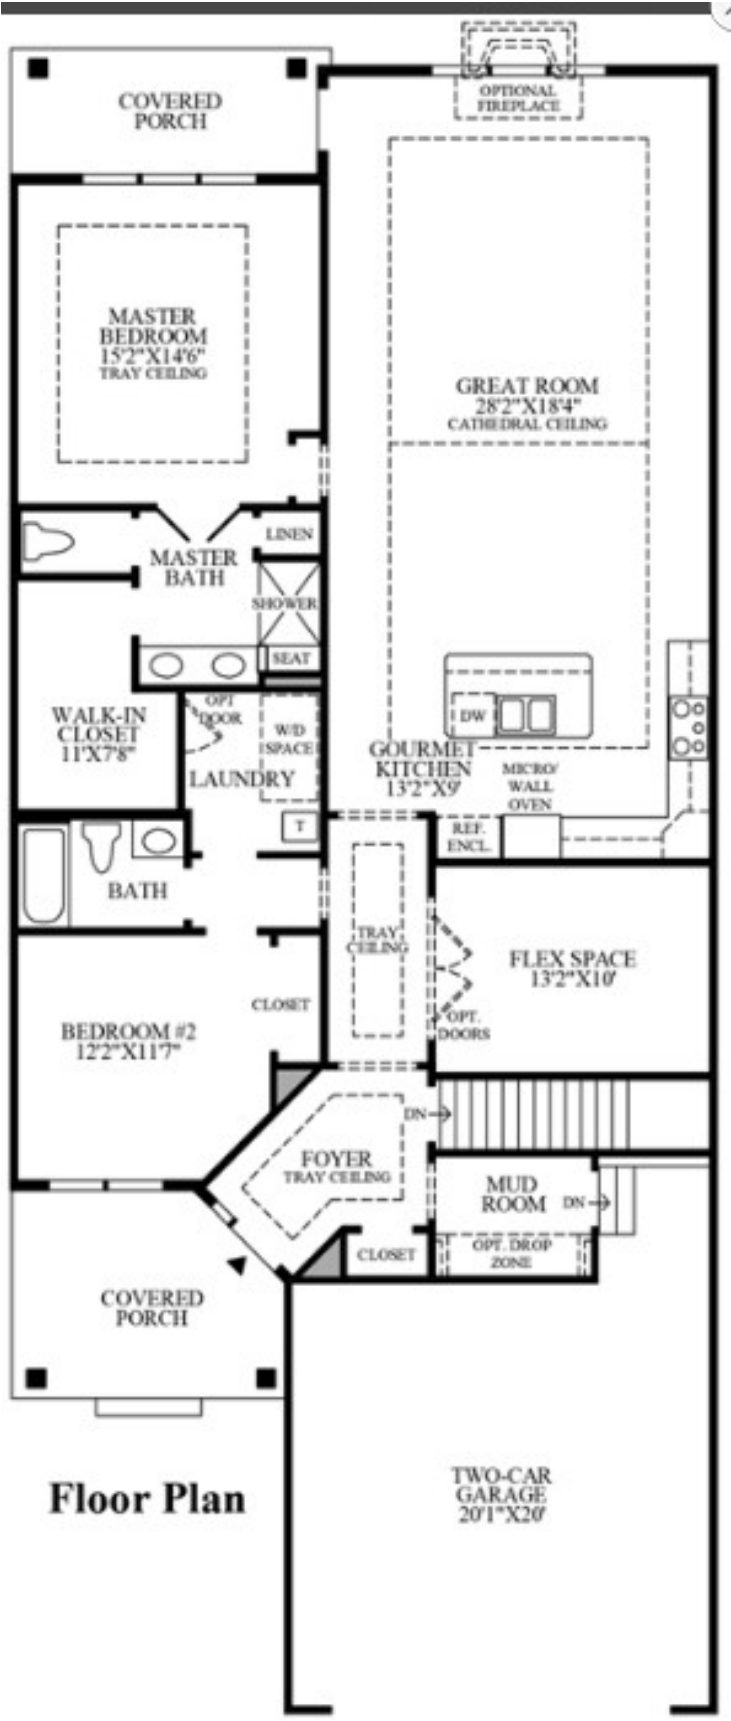 OPTIONAL
FIREPLACE
COVERED
PORCH
MASTER
BEDROOM
15'2"X14'6"
TRAY CEILING
GREAT ROOM
28'2"X18'4"
CATHEDRAL CEILING
LINEN
MASTER
BATH
SHOWER
SEAT
OPT
DOOR
W/D
SPACE
WALK-IN
CLOSET
11'X7'8"
LAUNDRY
T
DW
GOURMET
KITCHEN
13'2"X9'
MICRO/
WALL
OVEN
REF.
ENCL.
BATH
TRAY
CEILING
FLEX SPACE
13'2"X10'
OPT.
DOORS
CLOSET
BEDROOM #2
12'2"X11'7"
DN
FOYER
TRAY CEILING
MUD
ROOM
DN
OPT. DROP
ZONE
CLOSET
COVERED
PORCH
Floor Plan
TWO-CAR
GARAGE
20'1"X20'